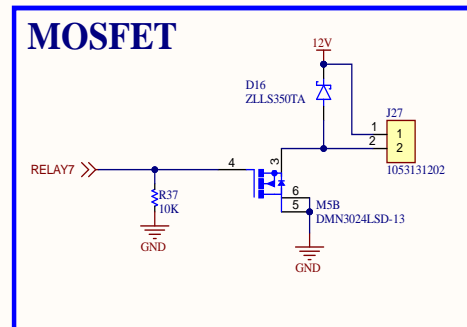 MOSFET
12V
D16
ZLLS350TA
J27
1
1
2
2
1053131202
3
RELAY7
4
R37
10K
6
5
M5B
DMN3024LSD-13
GND
GND